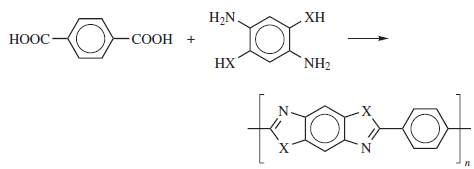 HOOC COOH + H₂N XH
HX NH₂
N X
X N
n